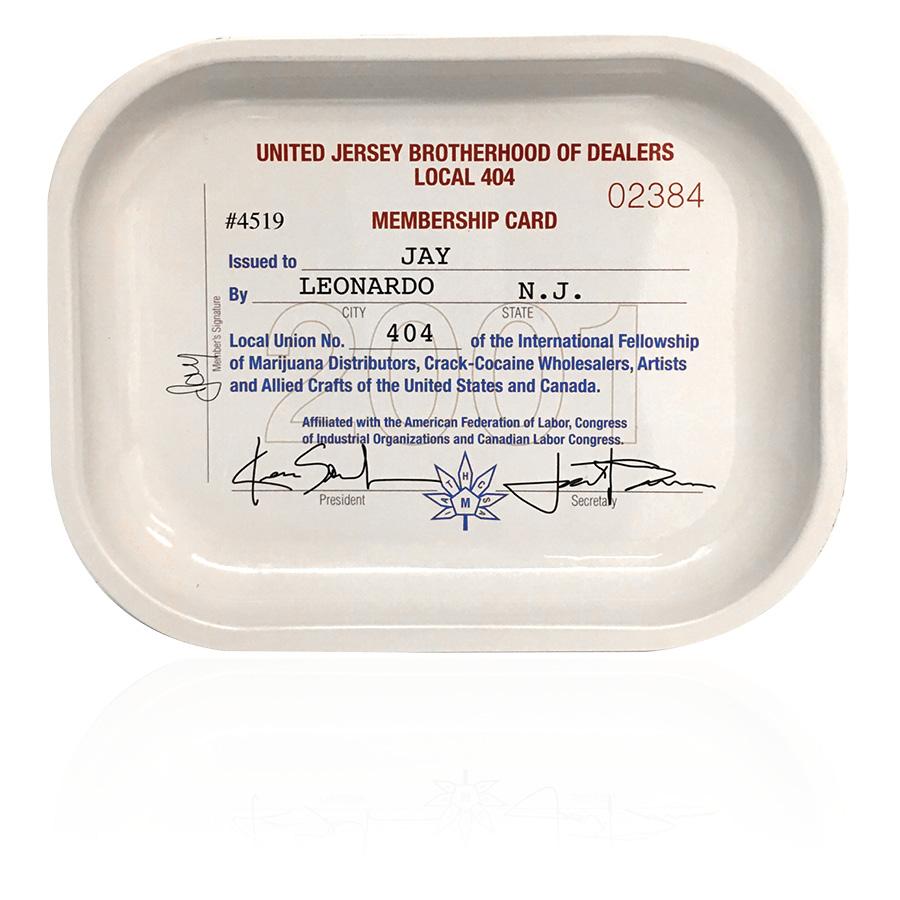 UNITED JERSEY BROTHERHOOD OF DEALERS
LOCAL 404
02384
#4519
MEMBERSHIP CARD
Issued to JAY
By LEONARDO N.J.
CITY STATE
2001
Local Union No. 404 of the International Fellowship
of Marijuana Distributors, Crack-Cocaine Wholesalers, Artists
and Allied Crafts of the United States and Canada.
Affiliated with the American Federation of Labor, Congress
of Industrial Organizations and Canadian Labor Congress.
President Secretary
Member's Signature
Jay
I A T H C S A
M